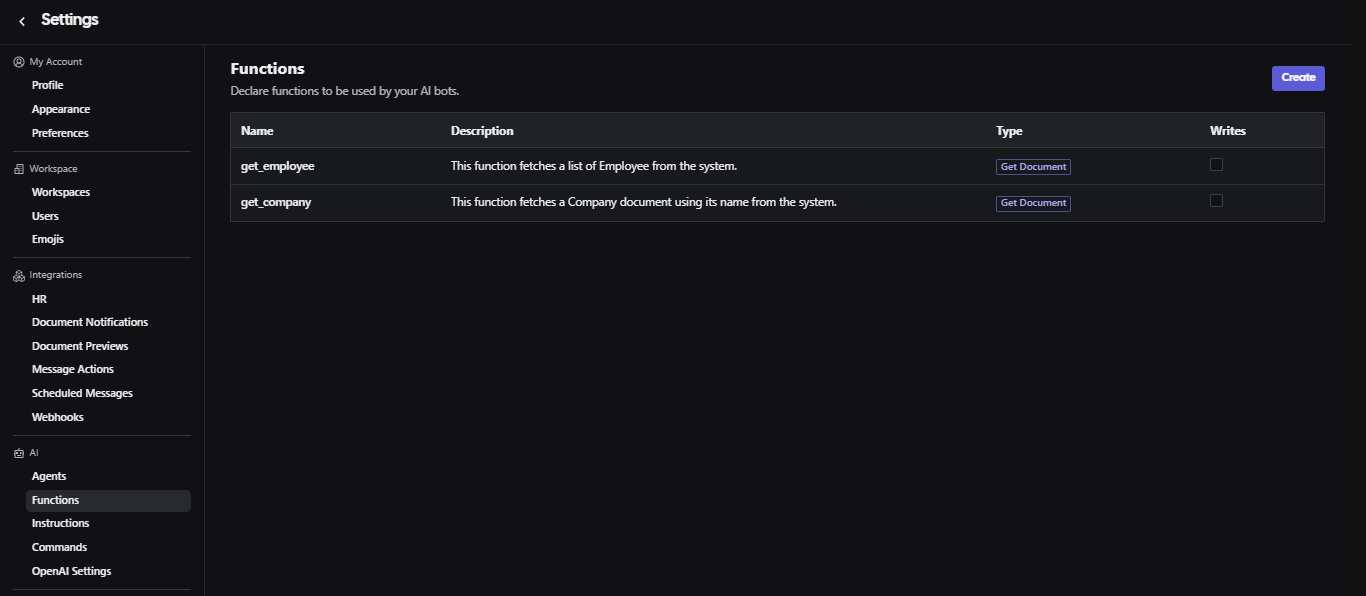 Settings
My Account
Profile
Appearance
Preferences
Workspace
Workspaces
Users
Emojis
Integrations
HR
Document Notifications
Document Previews
Message Actions
Scheduled Messages
Webhooks
AI
Agents
Functions
Instructions
Commands
OpenAI Settings
Functions
Declare functions to be used by your AI bots.
Create
Name Description Type Writes
get_employee This function fetches a list of Employee from the system. Get Document
get_company This function fetches a Company document using its name from the system. Get Document